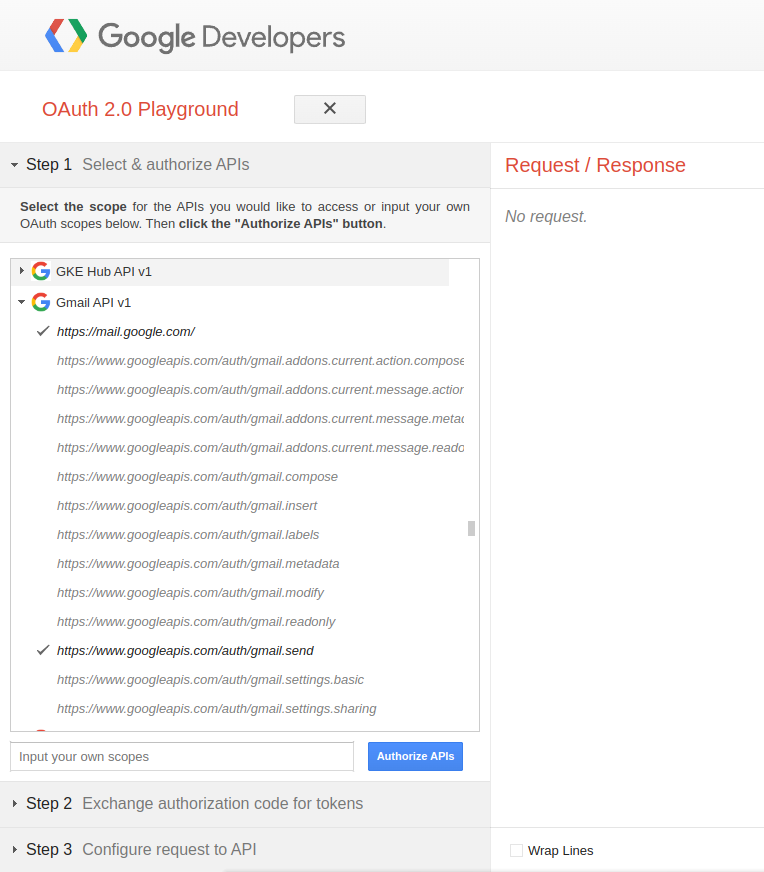 Google Developers
OAuth 2.0 Playground
Step 1 Select & authorize APIs
Select the scope for the APIs you would like to access or input your own
OAuth scopes below. Then click the "Authorize APIs" button.
GKE Hub API v1
Gmail API v1
https://mail.google.com/
https://www.googleapis.com/auth/gmail.addons.current.action.compose
https://www.googleapis.com/auth/gmail.addons.current.message.action
https://www.googleapis.com/auth/gmail.addons.current.message.metad
https://www.googleapis.com/auth/gmail.addons.current.message.reado
https://www.googleapis.com/auth/gmail.compose
https://www.googleapis.com/auth/gmail.insert
https://www.googleapis.com/auth/gmail.labels
https://www.googleapis.com/auth/gmail.metadata
https://www.googleapis.com/auth/gmail.modify
https://www.googleapis.com/auth/gmail.readonly
https://www.googleapis.com/auth/gmail.send
https://www.googleapis.com/auth/gmail.settings.basic
https://www.googleapis.com/auth/gmail.settings.sharing
Input your own scopes
Authorize APIs
Step 2 Exchange authorization code for tokens
Step 3 Configure request to API
Request / Response
No request.
Wrap Lines